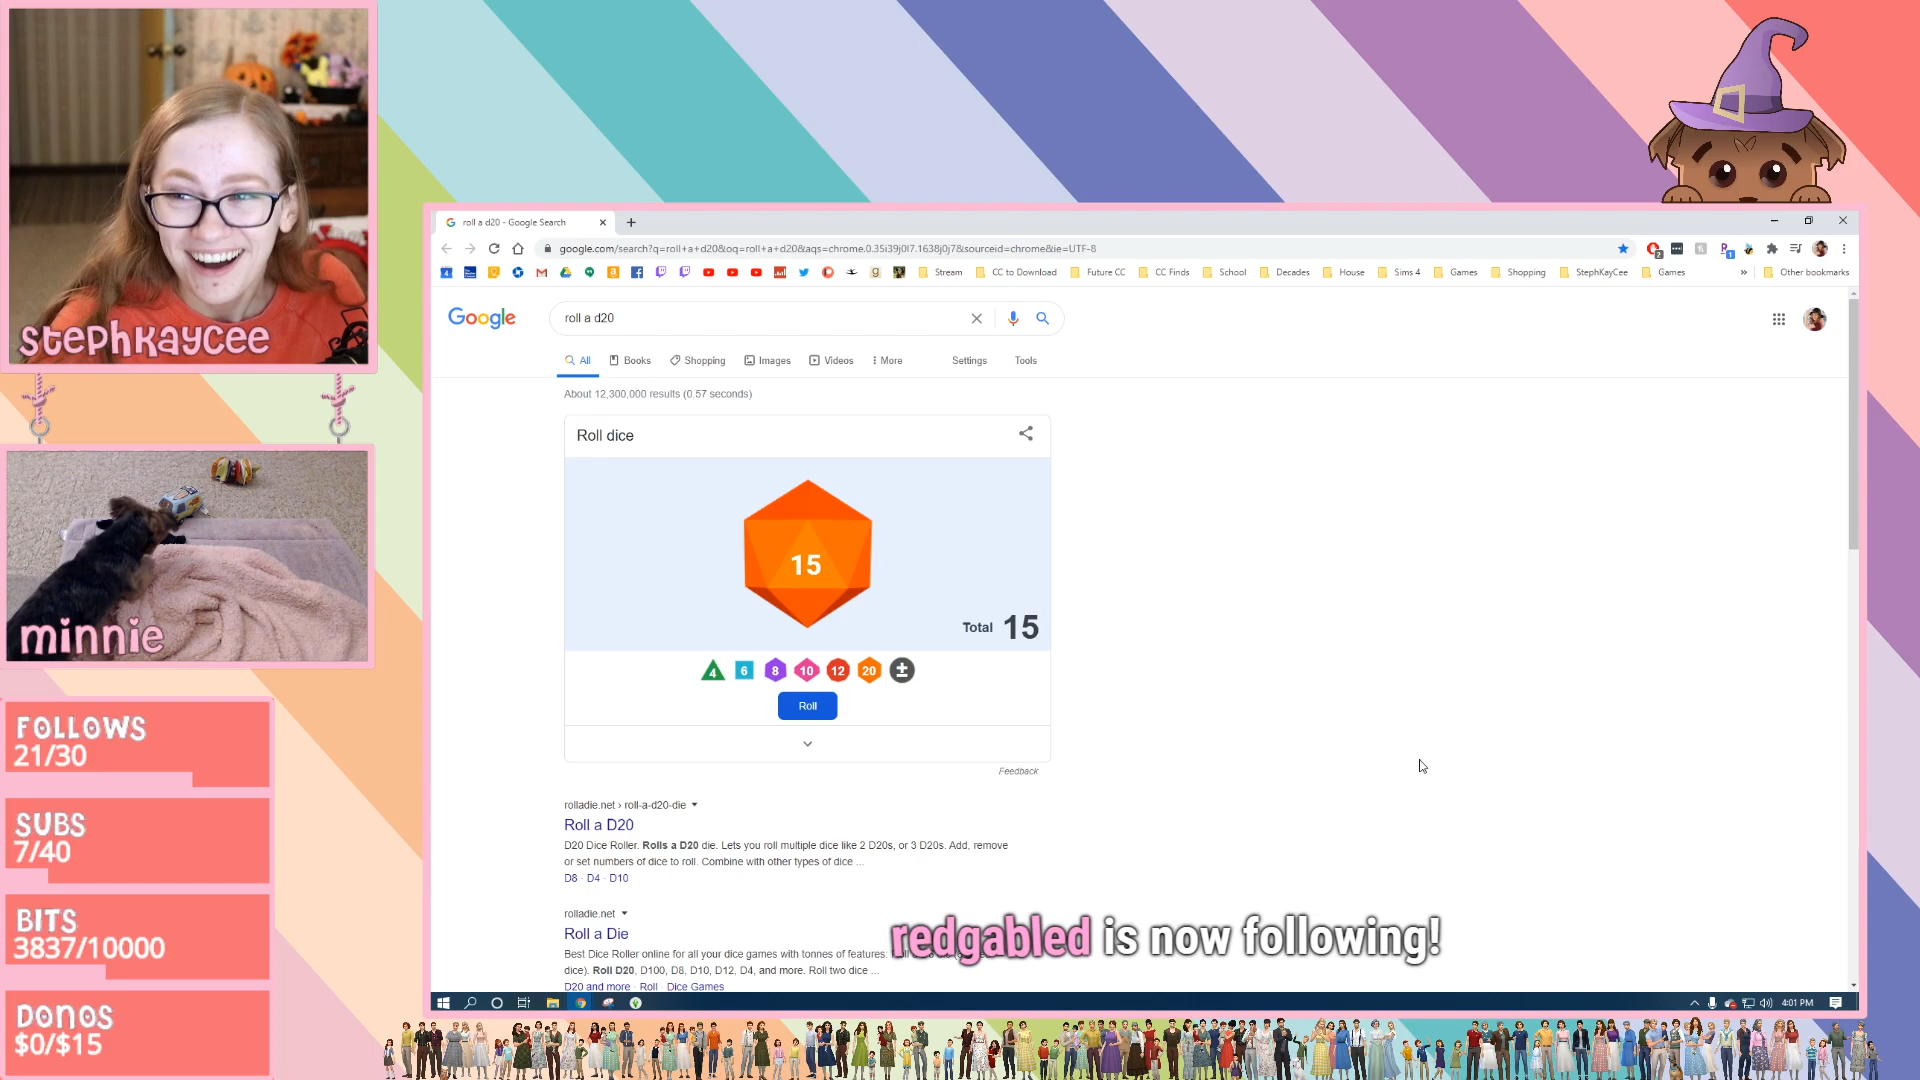 stephkaycee
minnie
FOLLOWS
21/30
SUBS
7/40
BITS
3837/10000
DONOS
$0/$15
roll a d20 - Google Search
google.com/search?q=roll+a+d20&oq=roll+a+d20&aqs=chrome.0.35i39j0l7.1638j0j7&sourceid=chrome&ie=UTF-8
Stream CC to Download Future CC CC Finds School Decades House Sims 4 Games Shopping StephKayCee Games » Other bookmarks
Google
roll a d20
All Books Shopping Images Videos More Settings Tools
About 12,300,000 results (0.57 seconds)
Roll dice
15
Total 15
4 6 8 10 12 20
Roll
Feedback
rolladie.net › roll-a-d20-die
Roll a D20
D20 Dice Roller. Rolls a D20 die. Lets you roll multiple dice like 2 D20s, or 3 D20s. Add, remove
or set numbers of dice to roll. Combine with other types of dice ...
D8 · D4 · D10
rolladie.net
Roll a Die
Best Dice Roller online for all your dice games with tonnes of features:
dice). Roll D20, D100, D8, D10, D12, D4, and more. Roll two dice ...
D20 and more · Roll · Dice Games
redgabled is now following!
4:01 PM